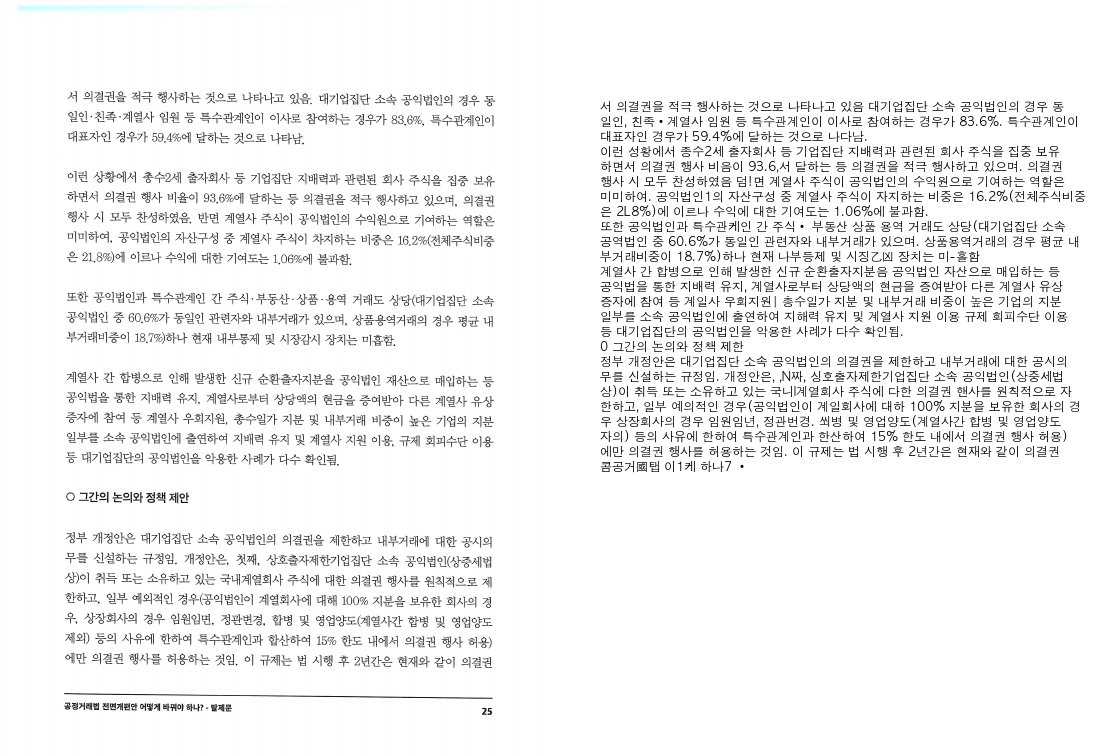 서 의결권을 적극 행사하는 것으로 나타나고 있음. 대기업집단 소속 공익법인의 경우 동
일인·친족·계열사 임원 등 특수관계인이 이사로 참여하는 경우가 83.6%, 특수관계인이
대표자인 경우가 59.4%에 달하는 것으로 나타남.
이런 상황에서 총수2세 출자회사 등 기업집단 지배력과 관련된 회사 주식을 집중 보유
하면서 의결권 행사 비율이 93.6%에 달하는 등 의결권을 적극 행사하고 있으며, 의결권
행사 시 모두 찬성하였음. 반면 계열사 주식이 공익법인의 수익원으로 기여하는 역할은
미미하여, 공익법인의 자산구성 중 계열사 주식이 차지하는 비중은 16.2%(전체주식비중
은 21.8%)에 이르나 수익에 대한 기여도는 1.06%에 불과함.
또한 공익법인과 특수관계인 간 주식·부동산·상품·용역 거래도 상당(대기업집단 소속
공익법인 중 60.6%가 동일인 관련자와 내부거래가 있으며, 상품용역거래의 경우 평균 내
부거래비중이 18.7%)하나 현재 내부통제 및 시장감시 장치는 미흡함.
계열사 간 합병으로 인해 발생한 신규 순환출자지분을 공익법인 재산으로 매입하는 등
공익법을 통한 지배력 유지, 계열사로부터 상당액의 현금을 증여받아 다른 계열사 유상
증자에 참여 등 계열사 우회지원, 총수일가 지분 및 내부거래 비중이 높은 기업의 지분
일부를 소속 공익법인에 출연하여 지배력 유지 및 계열사 지원 이용, 규제 회피수단 이용
등 대기업집단의 공익법인을 악용한 사례가 다수 확인됨.
○ 그간의 논의와 정책 제안
정부 개정안은 대기업집단 소속 공익법인의 의결권을 제한하고 내부거래에 대한 공시의
무를 신설하는 규정임. 개정안은, 첫째, 상호출자제한기업집단 소속 공익법인(상증세법
상)이 취득 또는 소유하고 있는 국내계열회사 주식에 대한 의결권 행사를 원칙적으로 제
한하고, 일부 예외적인 경우(공익법인이 계열회사에 대해 100% 지분을 보유한 회사의 경
우, 상장회사의 경우 임원임면, 정관변경, 합병 및 영업양도(계열사간 합병 및 영업양도
제외) 등의 사유에 한하여 특수관계인과 합산하여 15% 한도 내에서 의결권 행사 허용)
에만 의결권 행사를 허용하는 것임. 이 규제는 법 시행 후 2년간은 현재와 같이 의결권
공정거래법 전면개편안 어떻게 바꿔야 하나? - 발제문
25
서 의결권을 적극 행사하는 것으로 나타나고 있음 대기업집단 소속 공익법인의 경우 동
일인, 친족 • 계열사 임원 등 특수관계인이 이사로 참여하는 경우가 83.6%. 특수관계인이
대표자인 경우가 59.4%에 달하는 것으로 나다남.
이런 성황에서 총수2세 출자회사 등 기업집단 지배력과 관련된 회사 주식을 집중 보유
하면서 의결권 행사 비음이 93.6,서 달하는 등 의결권을 적극 행사하고 있으며. 의결권
행사 시 모두 찬성하였음 덤!면 계열사 주식이 공익법인의 수익원으로 기여하는 역할은
미미하여. 공익법인1의 자산구성 중 계열사 주식이 자지하는 비중은 16.2%(전체주식비중
은 2L8%)에 이르나 수익에 대한 기여도는 1.06%에 불과함.
또한 공익법인과 특수관케인 간 주식 • 부동산 상품 용역 거래도 상당(대기업집단 소속
공역법인 중 60.6%가 동일인 관련자와 내부거래가 있으며. 상품용역거래의 경우 평균 내
부거래비중이 18.7%)하나 현재 나부등제 및 시징乙凶 장치는 미-흡함
계열사 간 합병으로 인해 발생한 신규 순환출자지분음 공익법인 자산으로 매입하는 등
공익법을 통한 지배력 유지, 계열사로부터 상당액의 현금을 증여받아 다른 계열사 유상
증자에 참여 등 계일사 우회지원| 총수일가 지분 및 내부거래 비중이 높은 기업의 지분
일부를 소속 공익법인에 출연하여 지해력 유지 및 계열사 지원 이용 규제 회피수단 이용
등 대기업집단의 공익법인을 악용한 사례가 다수 확인됨.
0 그간의 논의와 정책 제한
정부 개정안은 대기업집단 소속 공익법인의 의결권을 제한하고 내부거래에 대한 공시의
무를 신설하는 규정임. 개정안은, ,N짜, 싱호출자제한기업집단 소속 공익법인(상중세법
상)이 취득 또는 소유하고 있는 국니계열회사 주식에 다한 의결권 핸사를 원칙적으로 자
한하고, 일부 예의적인 경우(공익법인이 계일회사에 대하 100% 지분을 보유한 회사의 경
우 상장회사의 경우 임원임년, 정관번경. 쐬병 및 영업양도(계열사간 합병 및 영업양도
자의) 등의 사유에 한하여 특수관계인과 한산하여 15% 한도 내에서 의결권 행사 허용)
에만 의결권 행사를 허용하는 것임. 이 규제는 법 시행 후 2년간은 현재와 같이 의결권
콤공거國탭 이1케 하나7 •